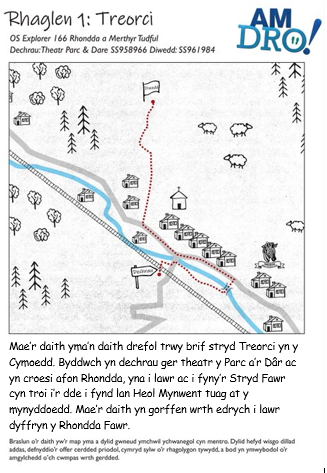 Rhaglen 1: Treorci
AM
DRO!
OS Explorer 166 Rhondda a Merthyr Tudful
Dechrau:Theatr Parc & Dare SS958966 Diwedd: SS961984
Diwedd
Dechrau
Mae'r daith yma'n daith drefol trwy brif stryd Treorci yn y
Cymoedd. Byddwch yn dechrau ger theatr y Parc a'r Dâr ac
yn croesi afon Rhondda, yna i lawr ac i fyny'r Stryd Fawr
cyn troi i'r dde i fynd lan Heol Mynwent tuag at y
mynyddoedd. Mae'r daith yn gorffen wrth edrych i lawr
dyffryn y Rhondda Fawr.
Braslun o'r daith yw'r map yma a dylid gwneud ymchwil ychwanegol cyn mentro. Dylid hefyd wisgo dillad
addas, defnyddio'r offer cerdded priodol, cymryd sylw o'r rhagolygon tywydd, a bod yn ymwybodol o'r
amgylchedd o'ch cwmpas wrth gerdded.